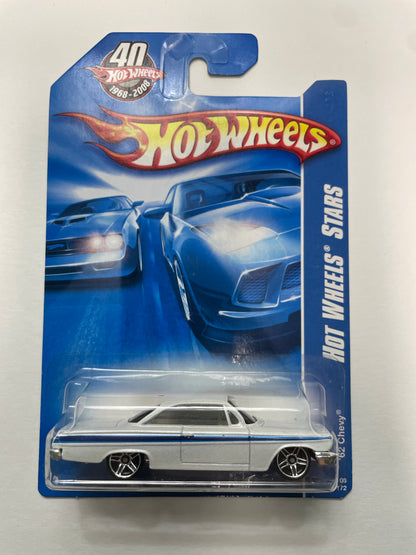 40
HOT WHEELS
1968-2008
HOT WHEELS®
HOT WHEELS® STARS
'62 Chevy®